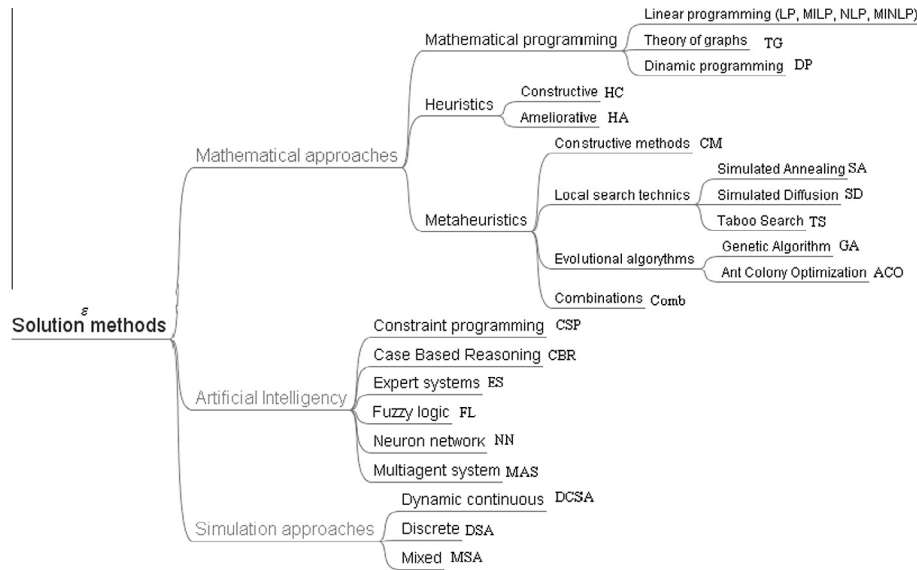 Linear programming (LP, MILP, NLP, MINLP)
Mathematical programming
Theory of graphs TG
Dinamic programming DP
Heuristics
Constructive HC
Ameliorative HA
Mathematical approaches
Constructive methods CM
Simulated Annealing SA
Local search technics
Simulated Diffusion SD
Taboo Search TS
Metaheuristics
Genetic Algorithm GA
Evolutional algorythms
Ant Colony Optimization ACO
Combinations Comb
ε
Solution methods
Constraint programming CSP
Case Based Reasoning CBR
Expert systems ES
Artificial Intelligency
Fuzzy logic FL
Neuron network NN
Multiagent system MAS
Dynamic continuous DCSA
Simulation approaches
Discrete DSA
Mixed MSA